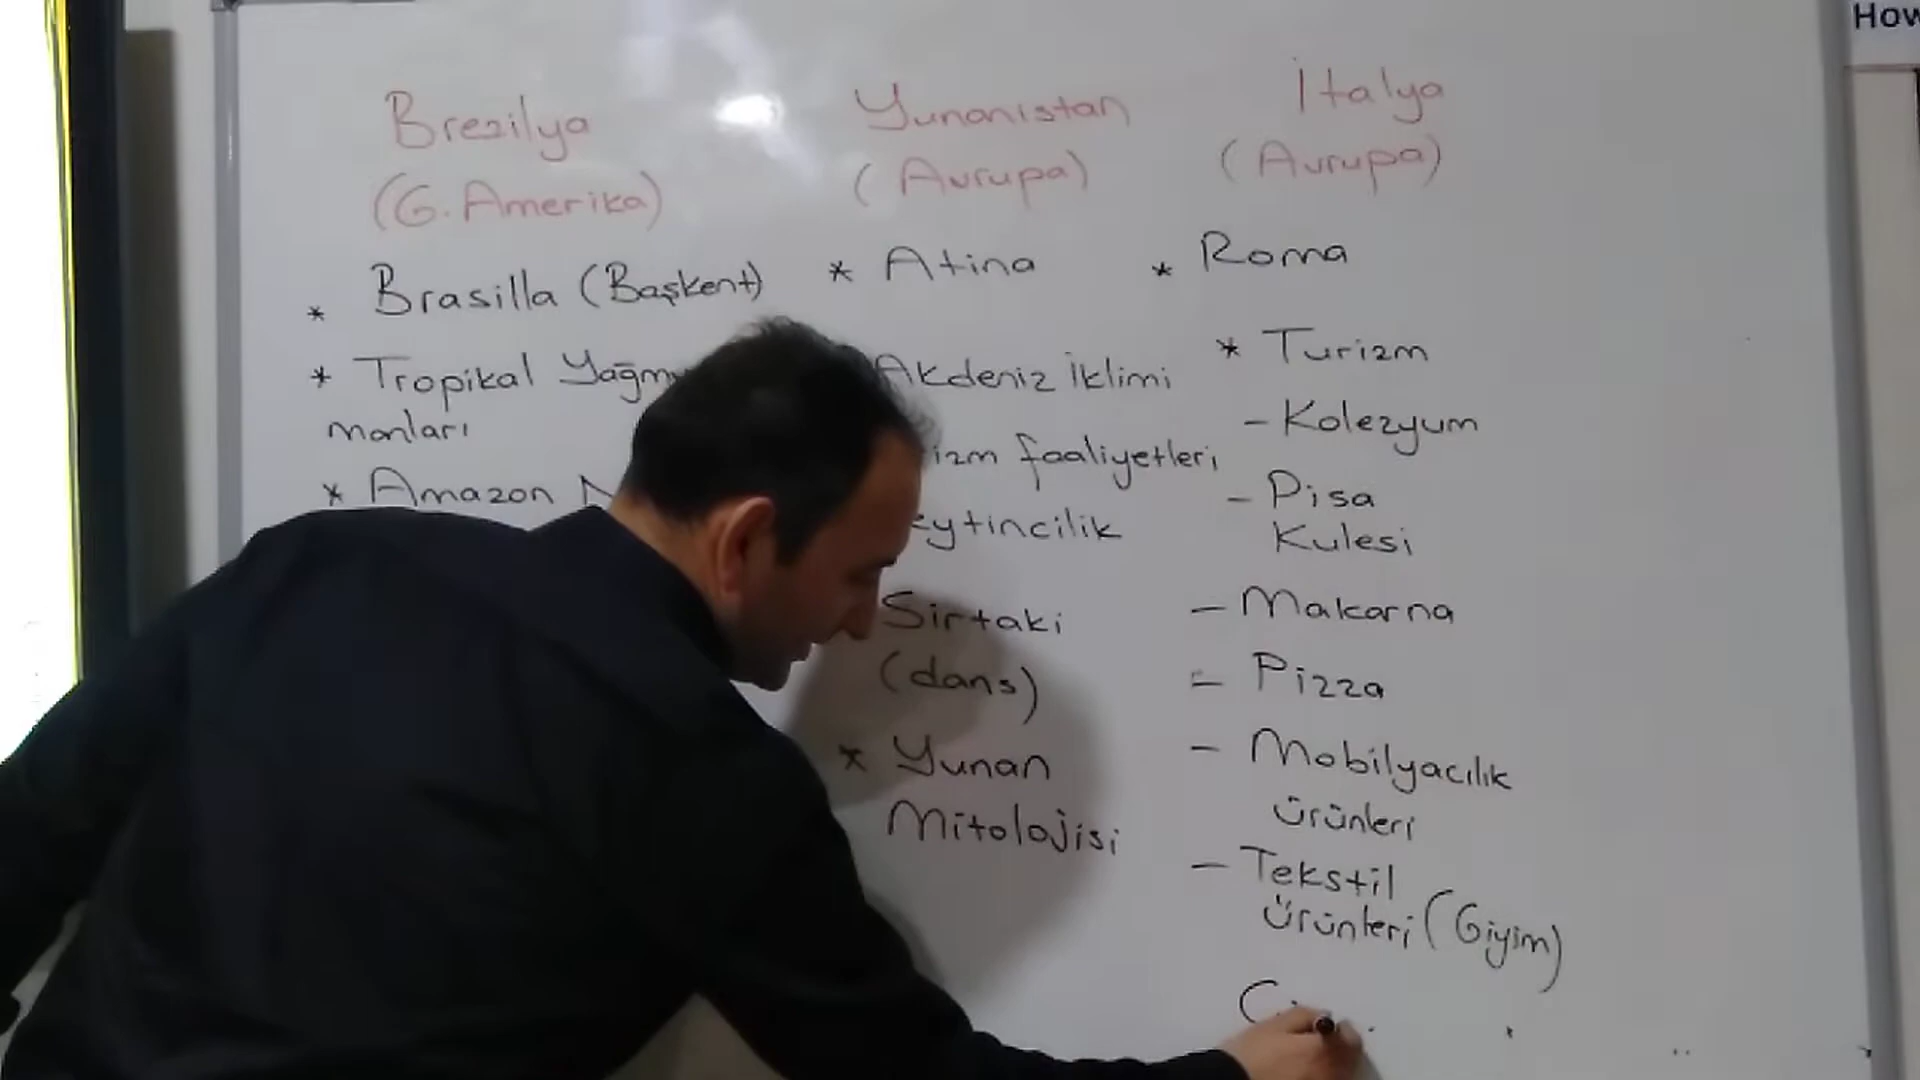 How
Brezilya
(G. Amerika)
* Brasilla (Başkent)
* Tropikal
manları
* Amazon
Yunanistan
(Avrupa)
* Atina
Akdeniz İklimi
faaliyetleri
Sirtaki
(dans)
* Yunan
Mitolojisi
İtalya
(Avrupa)
* Roma
* Turizm
- Kolezyum
- Pisa
Kulesi
- Makarna
- Pizza
- Mobilyacılık
ürünleri
- Tekstil
ürünleri (Giyim)